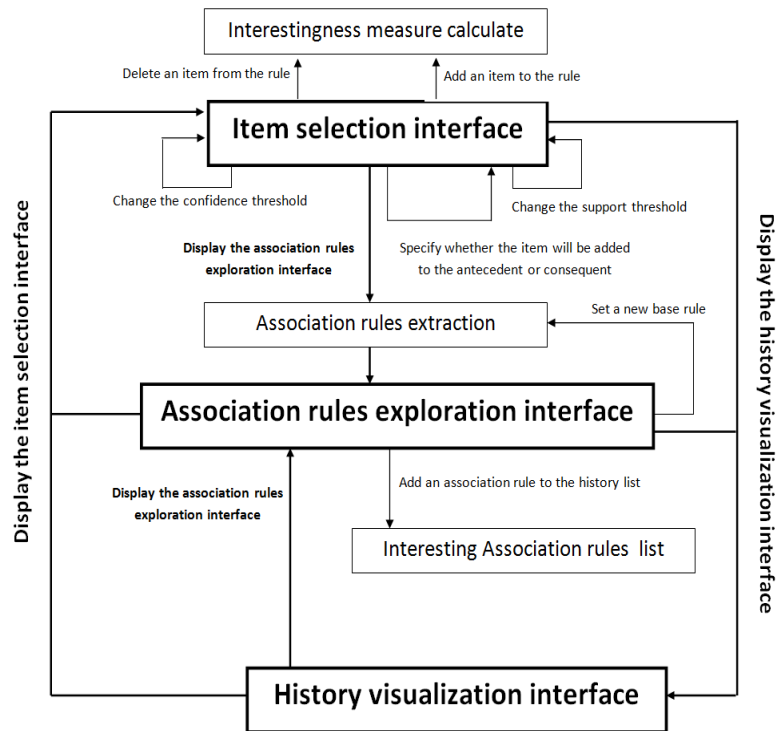 Interestingness measure calculate
Delete an item from the rule
Add an item to the rule
Item selection interface
Change the confidence threshold
Change the support threshold
Display the association rules
exploration interface
Specify whether the item will be added
to the antecedent or consequent
Display the item selection interface
Display the history visualization interface
Association rules extraction
Set a new base rule
Association rules exploration interface
Display the association rules
exploration interface
Add an association rule to the history list
Interesting Association rules list
History visualization interface